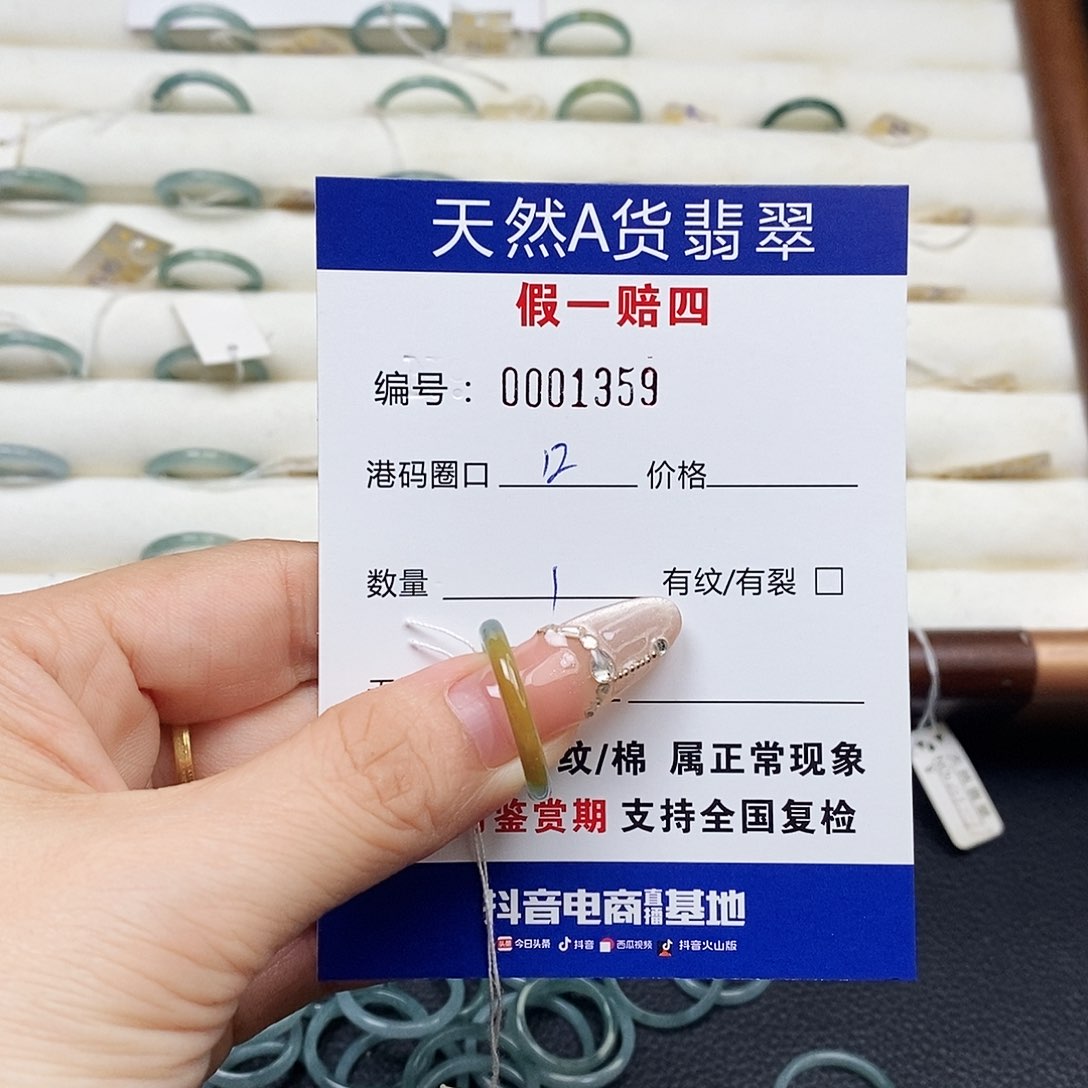 天然A货翡翠
假一赔四
编号： 0001359
港码圈口 12 价格
数量 1 有纹/有裂 □
纹/棉 属正常现象
鉴赏期 支持全国复检
抖音电商直播基地
头条 今日头条 抖音 西瓜视频 抖音火山版